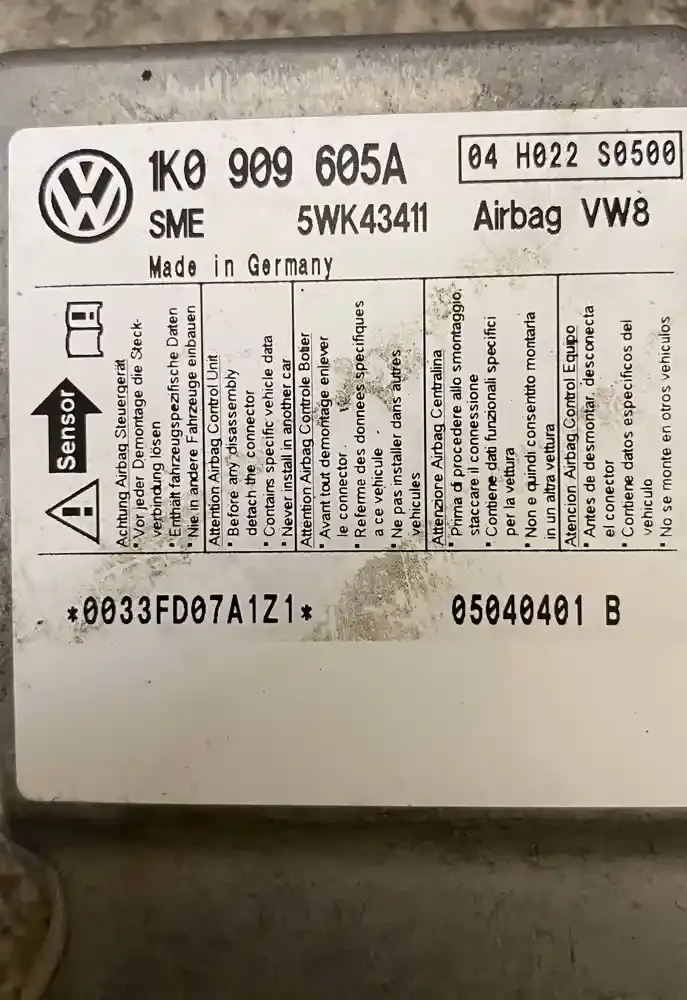 1K0 909 605A
04 H022 S0500
SME 5WK43411 Airbag VW8
Made in Germany
Sensor
Achtung Airbag Steuergerät
• Vor jeder Demontage die Steck-
verbindung lösen
• Enthält fahrzeugspezifische Daten
• Nie in andere Fahrzeuge einbauen
Attention Airbag Control Unit
• Before any disassembly
detach the connector
• Contains specific vehicle data
• Never install in another car
Attention Airbag Controle Boîtier
• Avant tout demontage enlever
le connector.
• Referme des donnees specifiques
a ce vehicule
• Ne pas installer dans autres
vehicules
Attenzione Airbag Centralina
• Prima di procedere allo smontaggio,
staccare il connessione
• Contiene dati funzionali specifici
per la vettura
• Non e quindi consentito montarla
in un altra vettura
Atencion Airbag Control Equipo
• Antes de desmontar, desconecta
el conector
• Contiene datos especificos del
vehiculo
• No se monte en otros vehiculos
*0033FD07A1Z1* 05040401 B